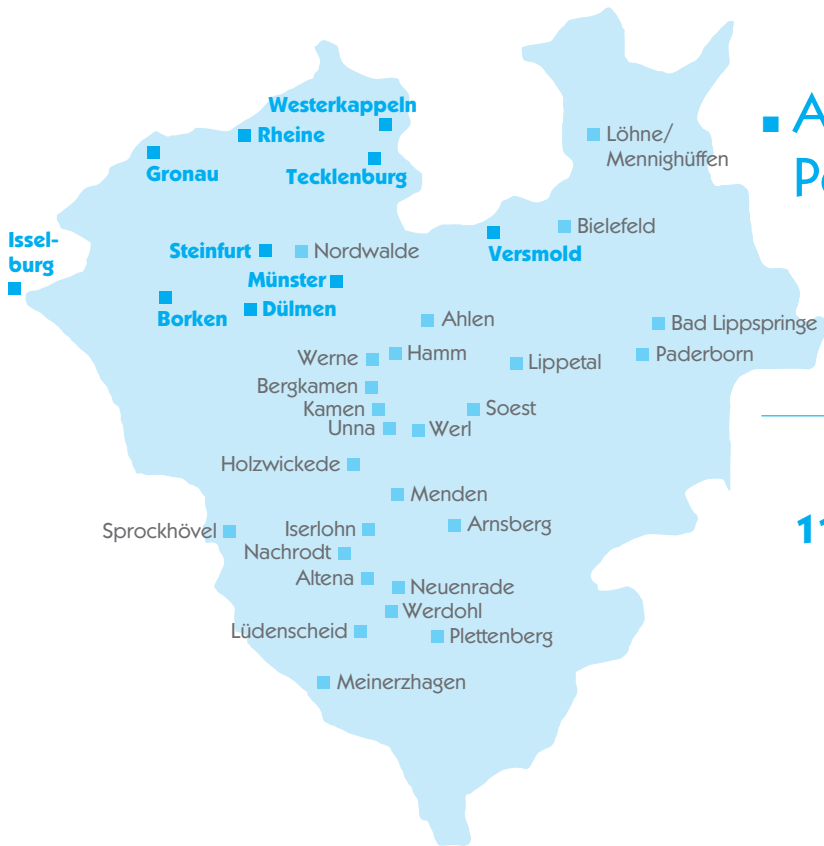 Westerkappeln
Rheine
Gronau
Tecklenburg
Löhne/
Mennighüffen
A
Issel-
burg
Steinfurt
Nordwalde
Bielefeld
Versmold
Münster
Borken
Dülmen
Ahlen
Bad Lippspringe
Werne
Hamm
Lippetal
Paderborn
Bergkamen
Kamen
Soest
Unna
Werl
Holzwickede
Menden
Sprockhövel
Iserlohn
Arnsberg
11
Nachrodt
Altena
Neuenrade
Werdohl
Lüdenscheid
Plettenberg
Meinerzhagen